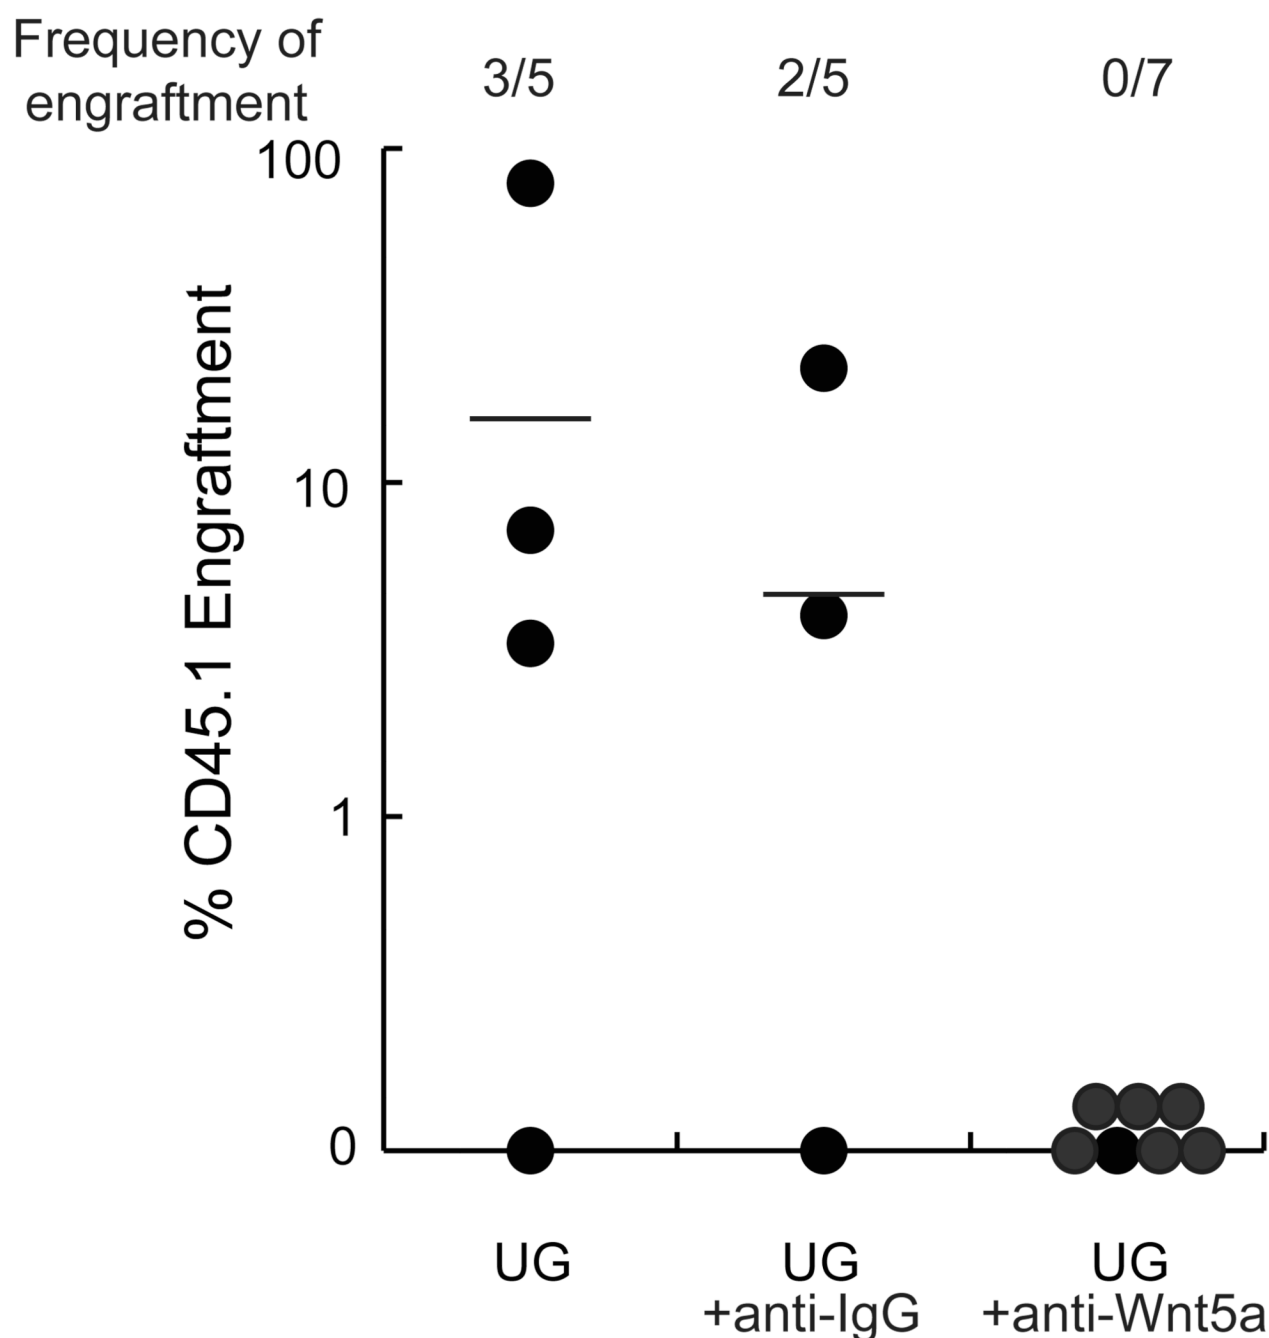 Frequency of
engraftment
3/5 2/5 0/7
100
10
1
0
% CD45.1 Engraftment
UG UG UG
+anti-IgG +anti-Wnt5a